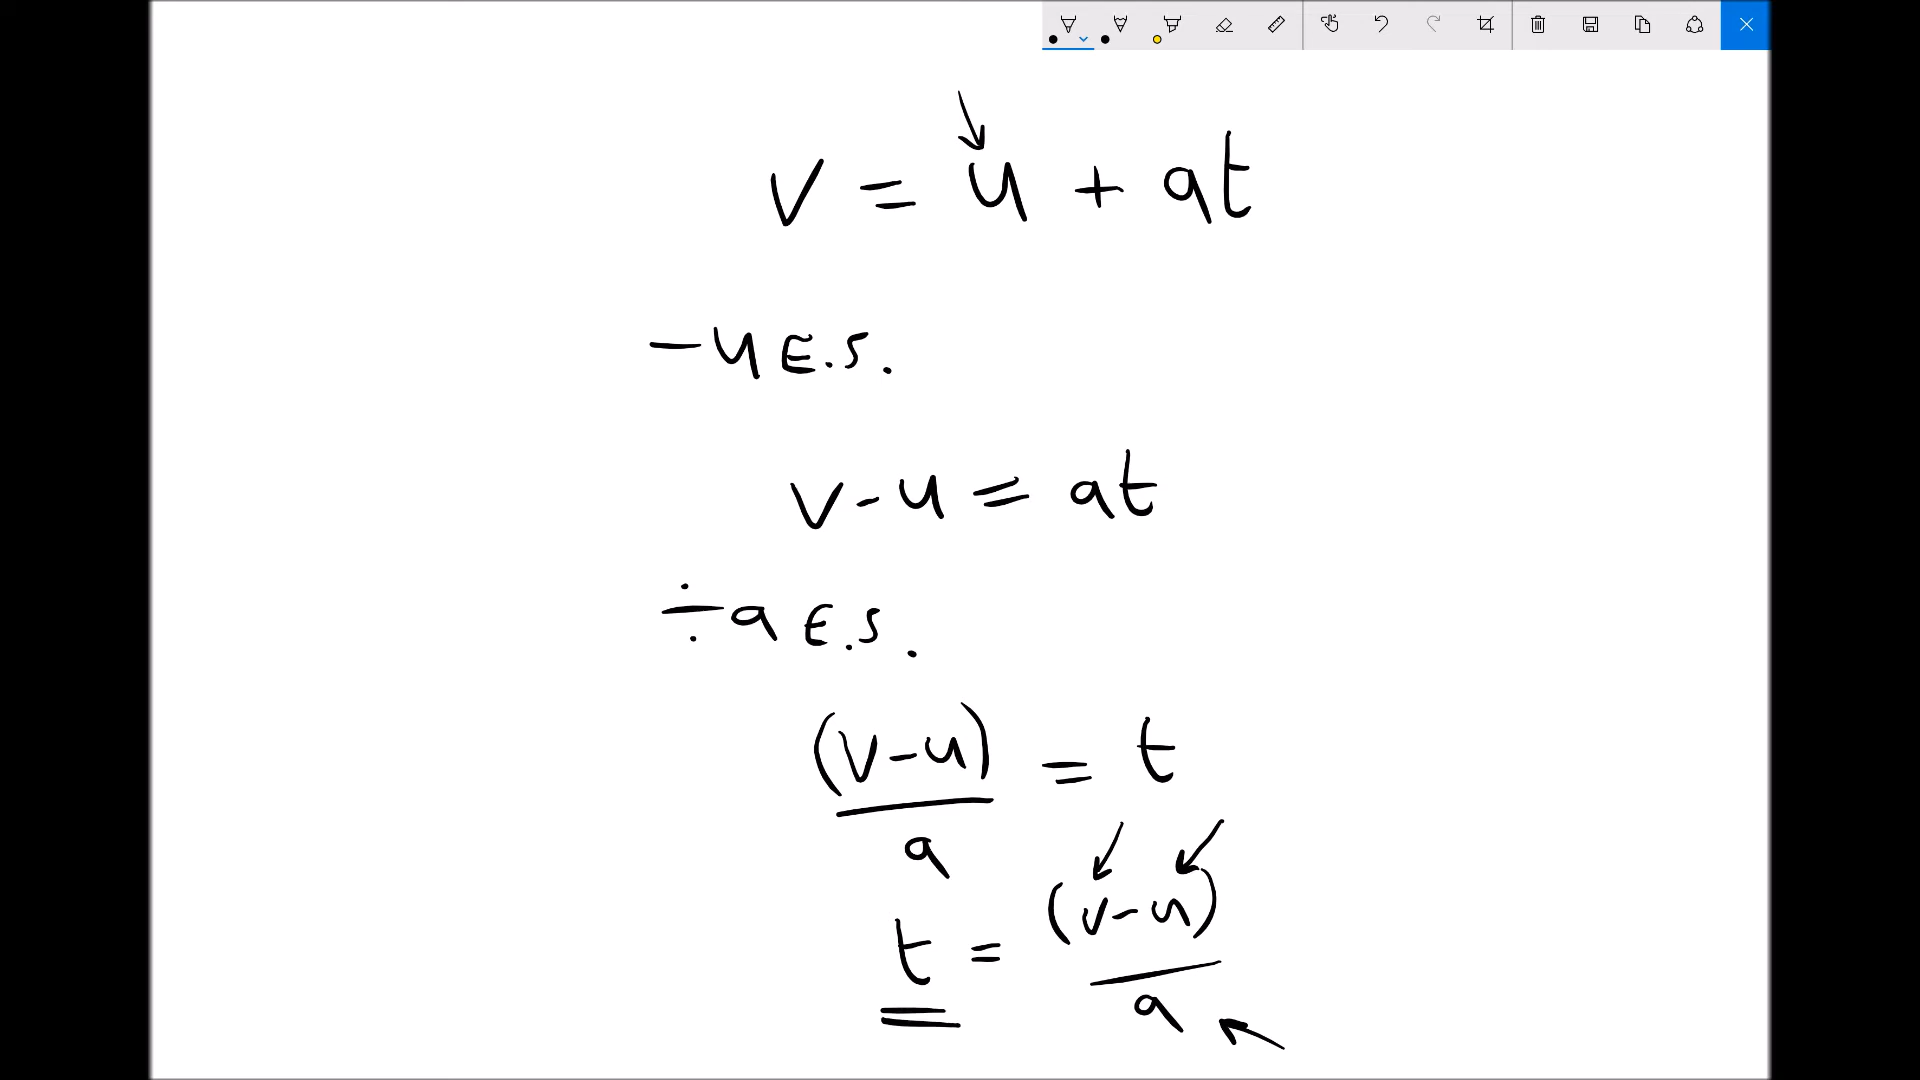 v = u + at
- u E.S.
v - u = at
÷ a E.S.
(v - u) / a = t
t = (v - u) / a